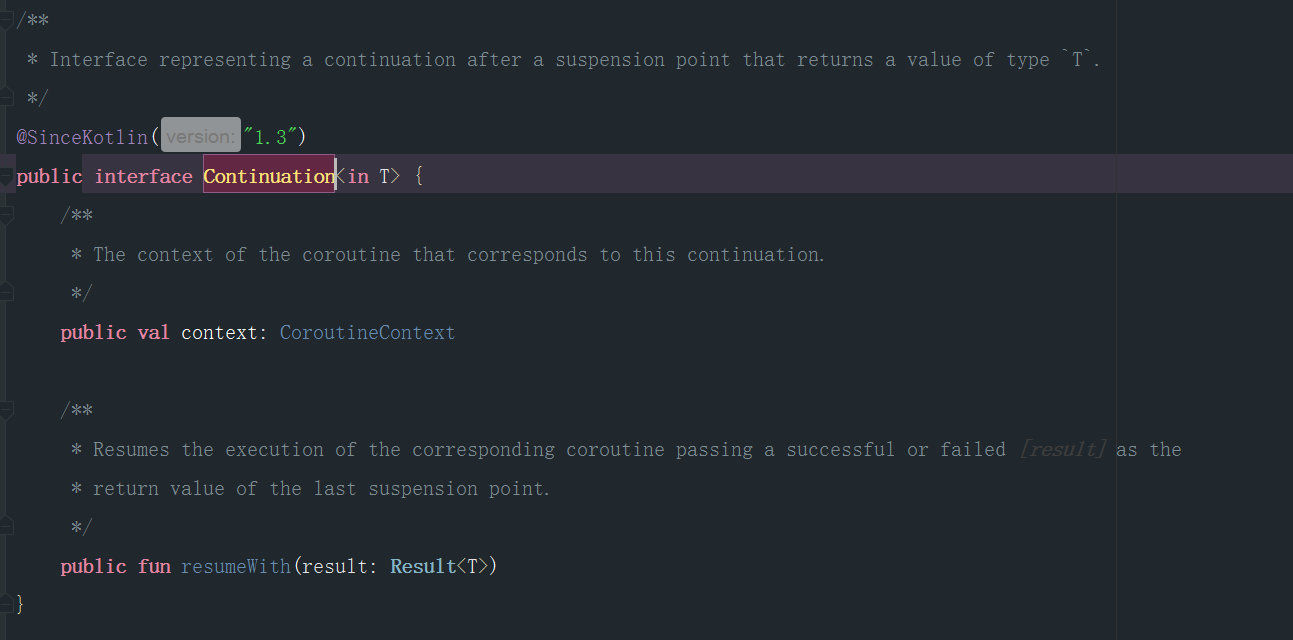 /**
 * Interface representing a continuation after a suspension point that returns a value of type `T`.
 */
@SinceKotlin( version: "1.3")
public interface Continuation<in T> {
    /**
     * The context of the coroutine that corresponds to this continuation.
     */
    public val context: CoroutineContext

    /**
     * Resumes the execution of the corresponding coroutine passing a successful or failed [result] as the
     * return value of the last suspension point.
     */
    public fun resumeWith(result: Result<T>)
}